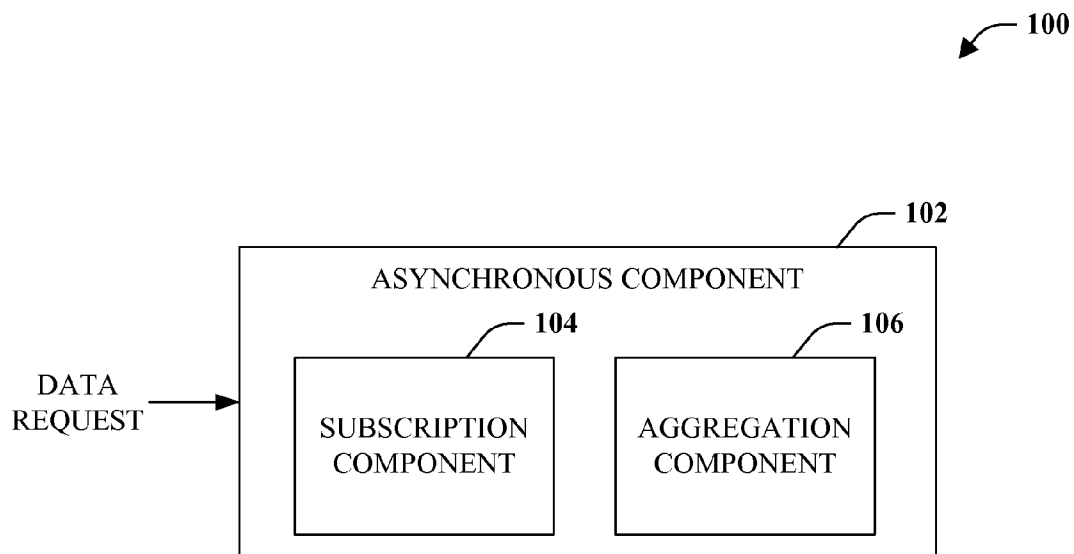 100
102
ASYNCHRONOUS COMPONENT
104
106
DATA
REQUEST
SUBSCRIPTION
COMPONENT
AGGREGATION
COMPONENT